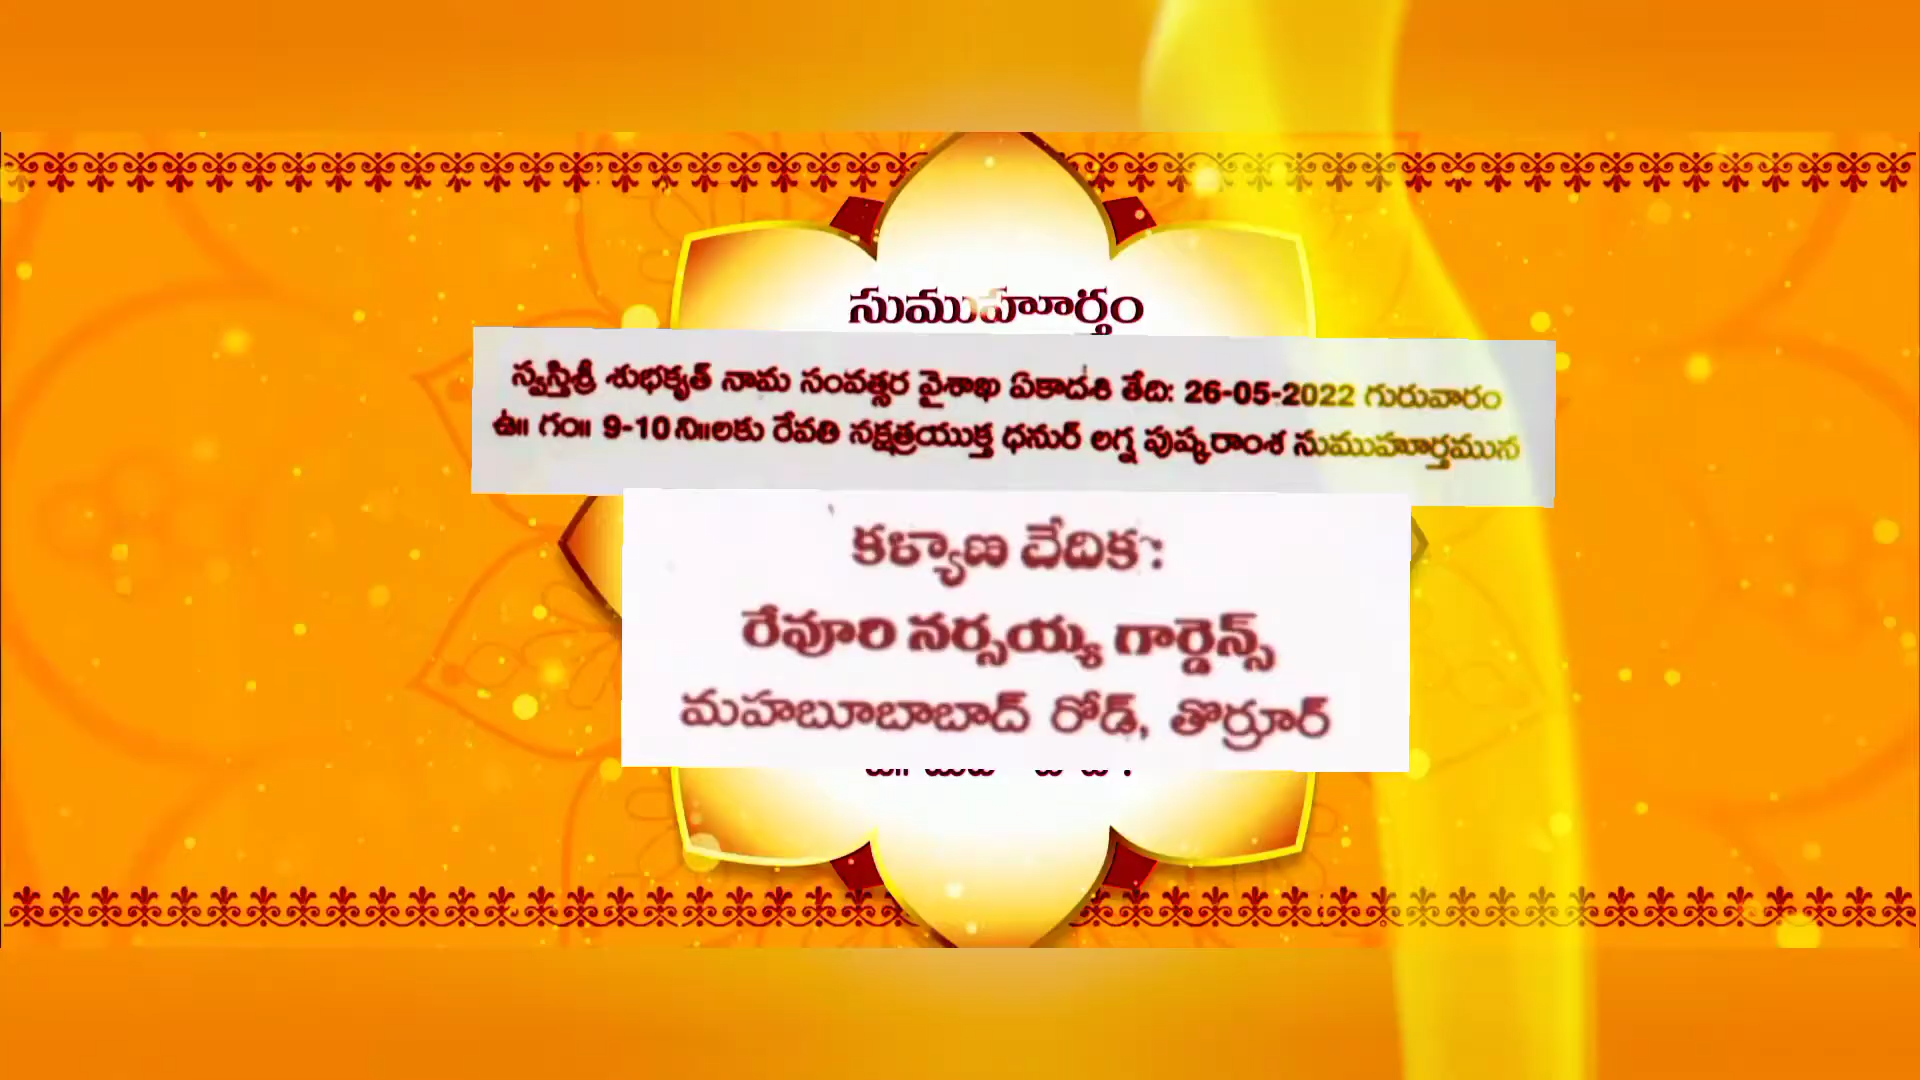 సుముహూర్తం
స్వస్తిశ్రీ శుభకృత్ నామ సంవత్సర వైశాఖ ఏకాదశి తేది: 26-05-2022 గురువారం
ఉ॥ గం॥ 9-10 ని॥లకు రేవతి నక్షత్రయుక్త ధనుర్ లగ్న పుష్కరాంశ సుముహూర్తమున
కళ్యాణ వేదిక :
రేవూరి నర్సయ్య గార్డెన్స్
మహబూబాబాద్ రోడ్, తొర్రూర్